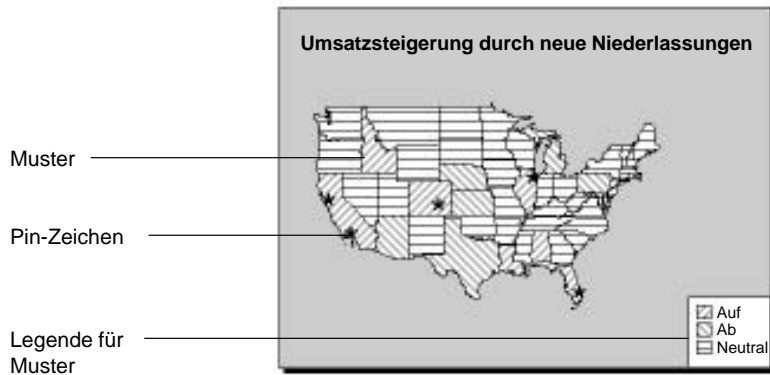 Umsatzsteigerung durch neue Niederlassungen
Muster
Pin-Zeichen
Legende für
Muster
Auf
Ab
Neutral